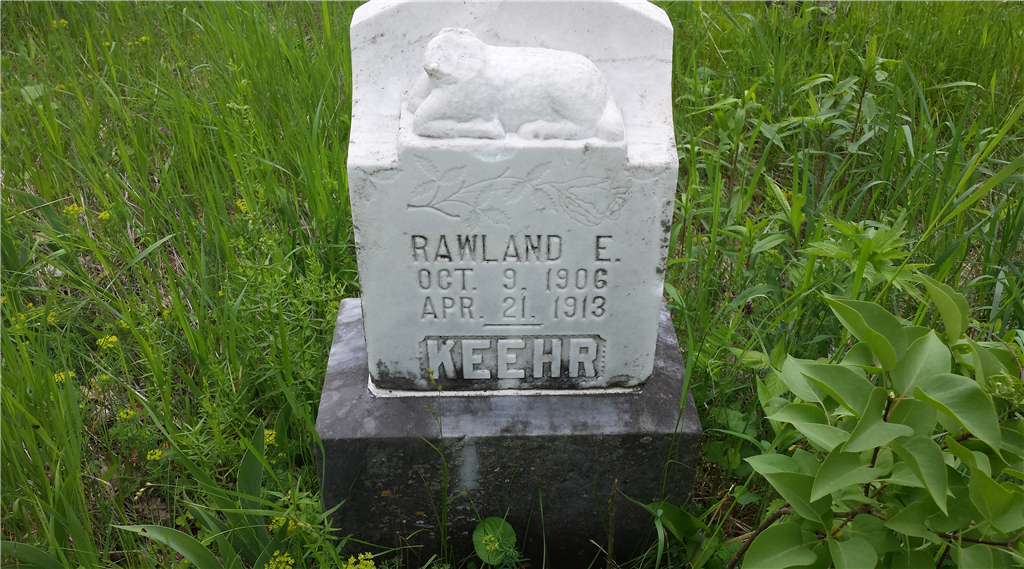 RAWLAND E.
OCT. 9. 1906
APR. 21. 1913
KEEHR